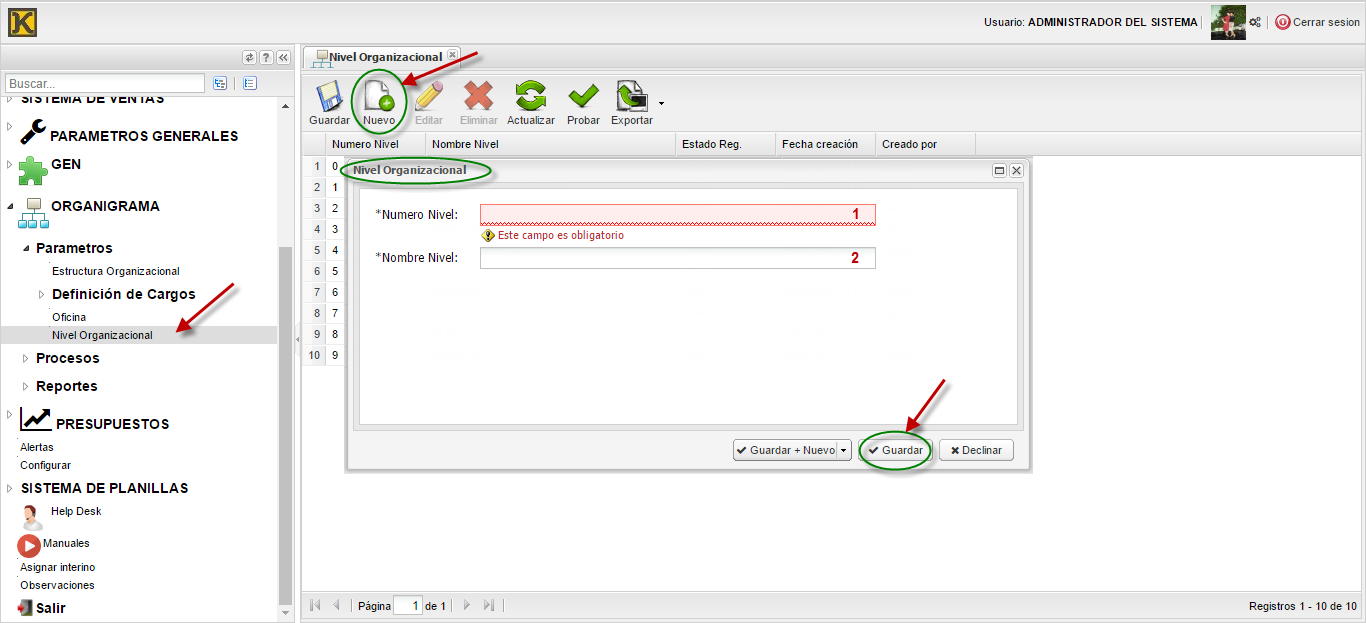 K
Usuario: ADMINISTRADOR DEL SISTEMA
Cerrar sesion
?
Buscar...
SISTEMA DE VENTAS
PARAMETROS GENERALES
GEN
ORGANIGRAMA
Parametros
Estructura Organizacional
Definición de Cargos
Oficina
Nivel Organizacional
Procesos
Reportes
PRESUPUESTOS
Alertas
Configurar
SISTEMA DE PLANILLAS
Help Desk
Manuales
Asignar interino
Observaciones
Salir
Nivel Organizacional
Guardar Nuevo Editar Eliminar Actualizar Probar Exportar
Numero Nivel Nombre Nivel Estado Reg. Fecha creación Creado por
1 0
2 1
3 2
4 3
5 4
6 5
7 6
8 7
9 8
10 9
Nivel Organizacional
*Numero Nivel: 1
Este campo es obligatorio
*Nombre Nivel: 2
Guardar + Nuevo Guardar Declinar
Página 1 de 1
Registros 1 - 10 de 10